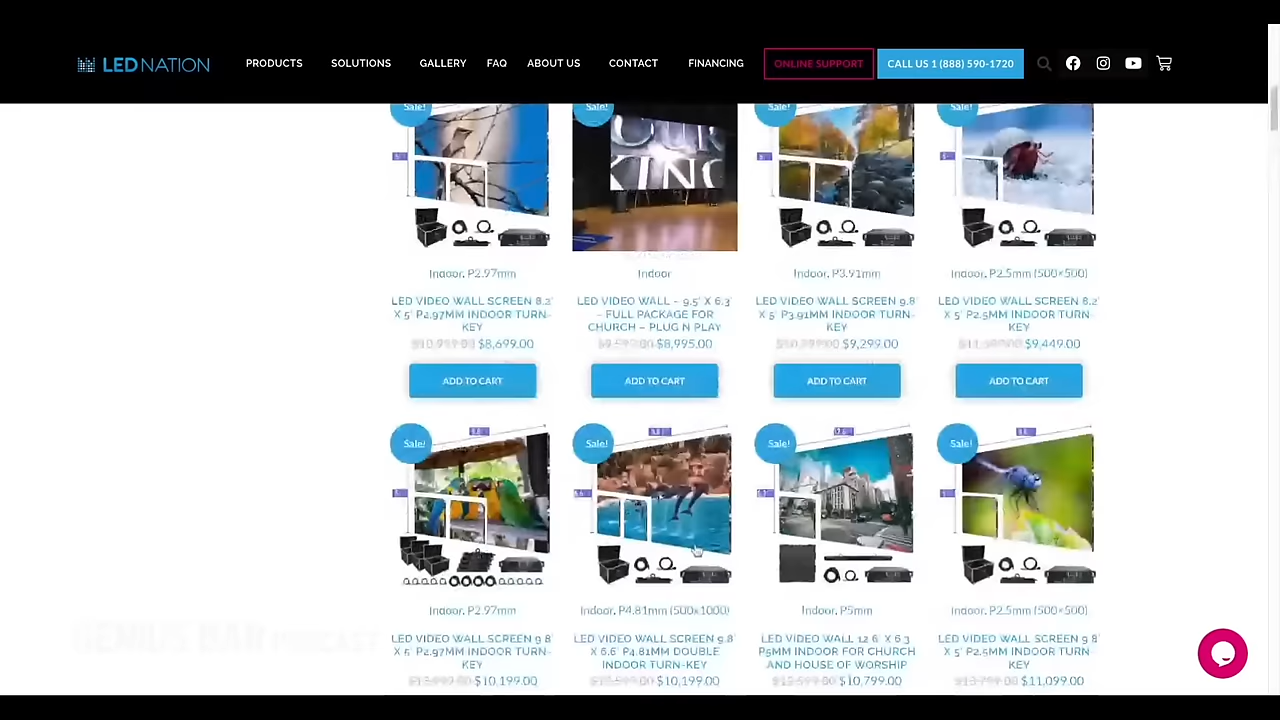 LED NATION
PRODUCTS SOLUTIONS GALLERY FAQ ABOUT US CONTACT FINANCING ONLINE SUPPORT CALL US 1 (888) 590-1720
Sale! Sale! Sale! Sale!
OUR
KING
Indoor, P2.97mm
LED VIDEO WALL SCREEN 8.2'
X 5' P2.97MM INDOOR TURN-
KEY
$8,699.00
ADD TO CART
Indoor
LED VIDEO WALL – 9.5' X 6.3'
– FULL PACKAGE FOR
CHURCH – PLUG N PLAY
$8,995.00
ADD TO CART
Indoor, P3.91mm
LED VIDEO WALL SCREEN 9.8'
X 5' P3.91MM INDOOR TURN-
KEY
$9,299.00
ADD TO CART
Indoor, P2.5mm (500×500)
LED VIDEO WALL SCREEN 8.2'
X 5' P2.5MM INDOOR TURN-
KEY
$9,449.00
ADD TO CART
Sale! Sale! Sale! Sale!
Indoor, P2.97mm
LED VIDEO WALL SCREEN 9.8'
X 5' P2.97MM INDOOR TURN-
KEY
$10,199.00
Indoor, P4.81mm (500x1000)
LED VIDEO WALL SCREEN 9.8'
X 6.6' P4.81MM DOUBLE
INDOOR TURN-KEY
$10,199.00
Indoor, P5mm
LED VIDEO WALL 12.6' X 6.3'
P5MM INDOOR FOR CHURCH
AND HOUSE OF WORSHIP
$10,799.00
Indoor, P2.5mm (500×500)
LED VIDEO WALL SCREEN 9.8'
X 5' P2.5MM INDOOR TURN-
KEY
$11,099.00
GENIUS BAR PODCAST